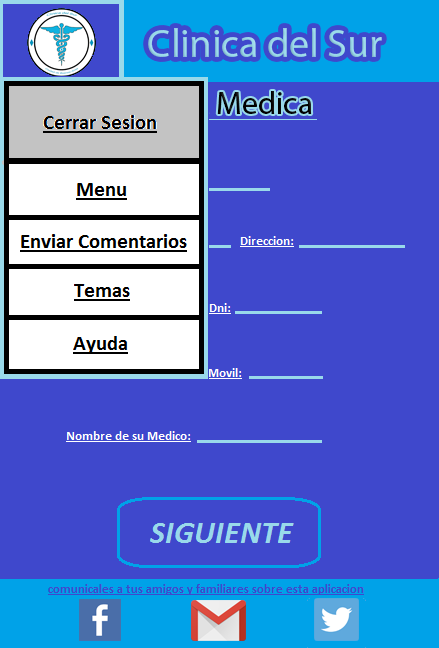 Clinica del Sur
Medica
Cerrar Sesion
Menu
Enviar Comentarios
Direccion:
Temas
Dni:
Ayuda
Movil:
Nombre de su Medico:
SIGUIENTE
comunicales a tus amigos y familiares sobre esta aplicacion